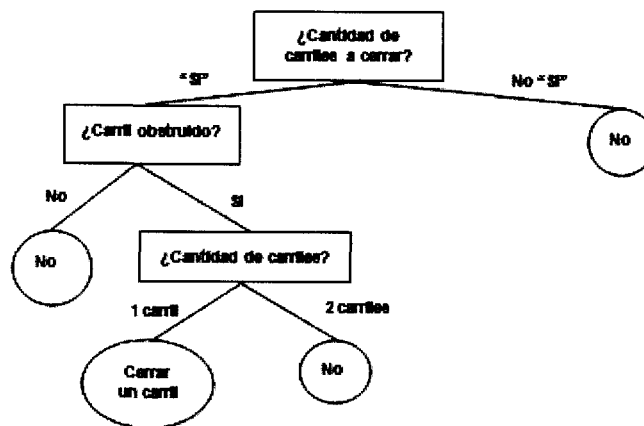 ¿Cantidad de
carriles a cerrar?
"SI"
No "SI"
¿Carril obstruido?
No
No
SI
¿Cantidad de carriles?
No
1 carril
2 carriles
Cerrar
un carril
No